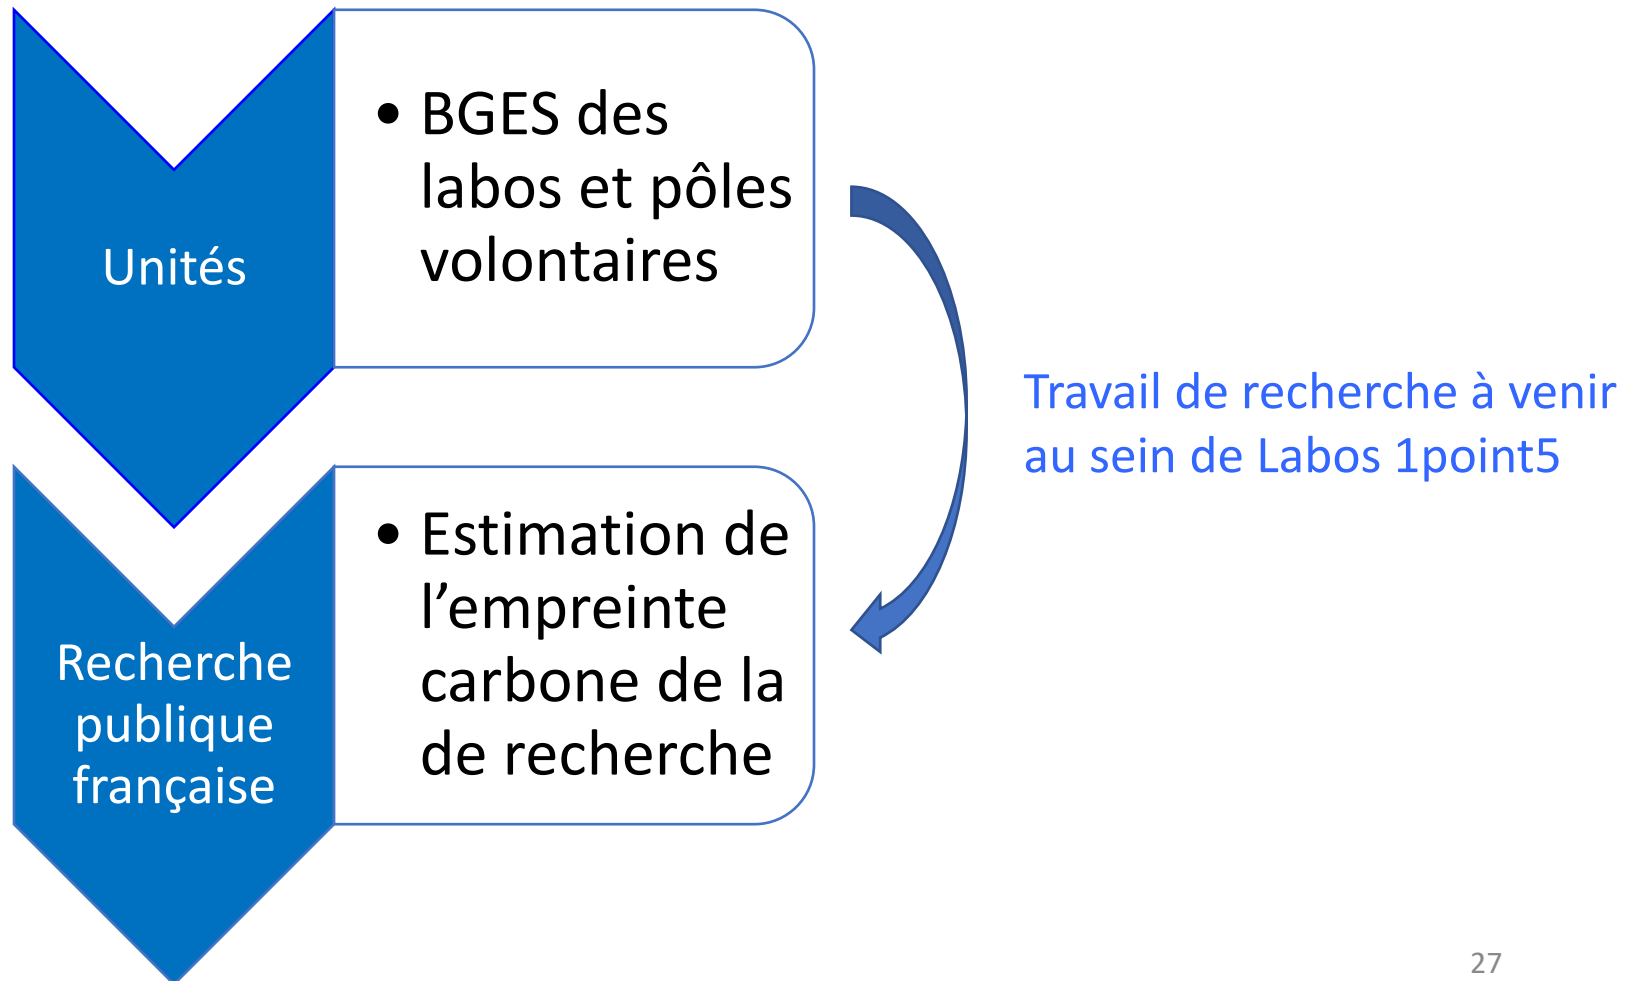 Unités
• BGES des
labos et pôles
volontaires
Travail de recherche à venir
au sein de Labos 1point5
Recherche
publique
française
• Estimation de
l’empreinte
carbone de la
de recherche
27